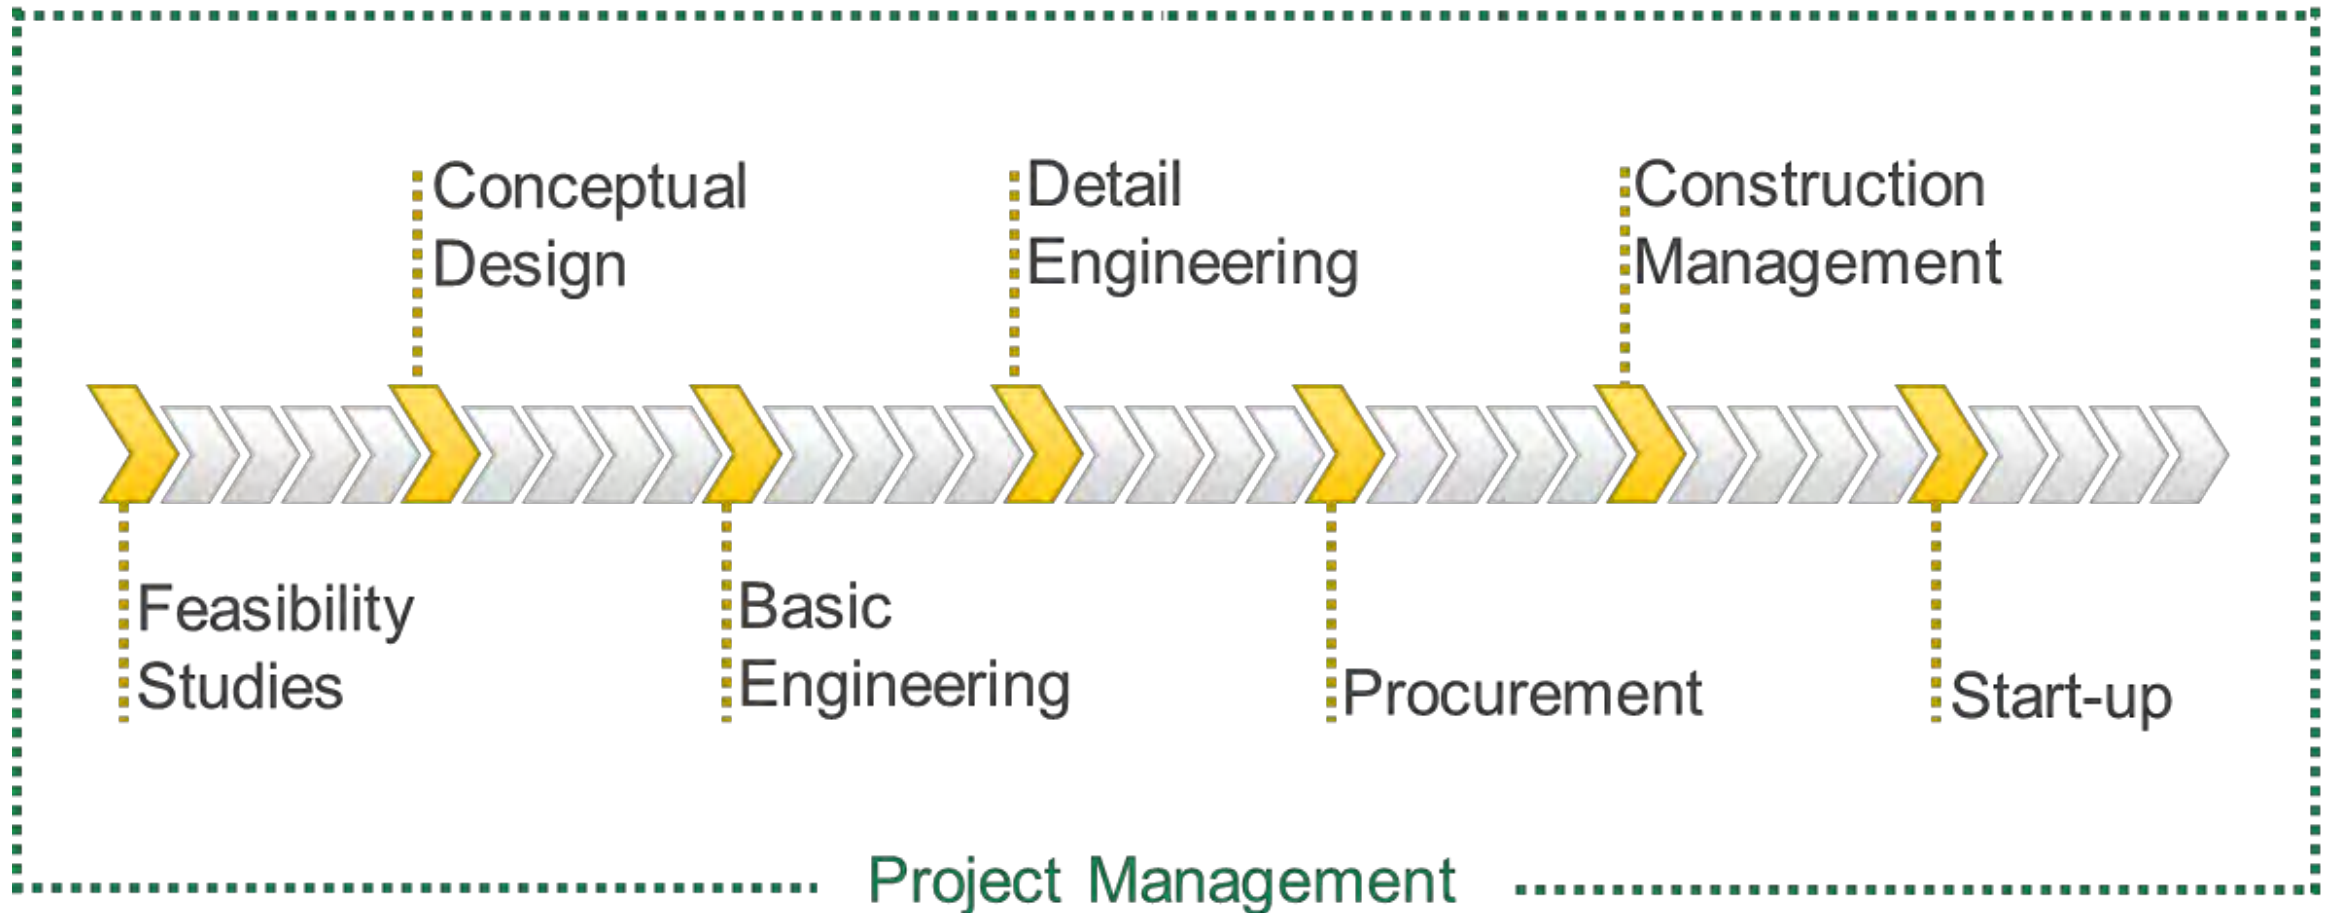 Conceptual
Design
Detail
Engineering
Construction
Management
Feasibility
Studies
Basic
Engineering
Procurement
Start-up
Project Management